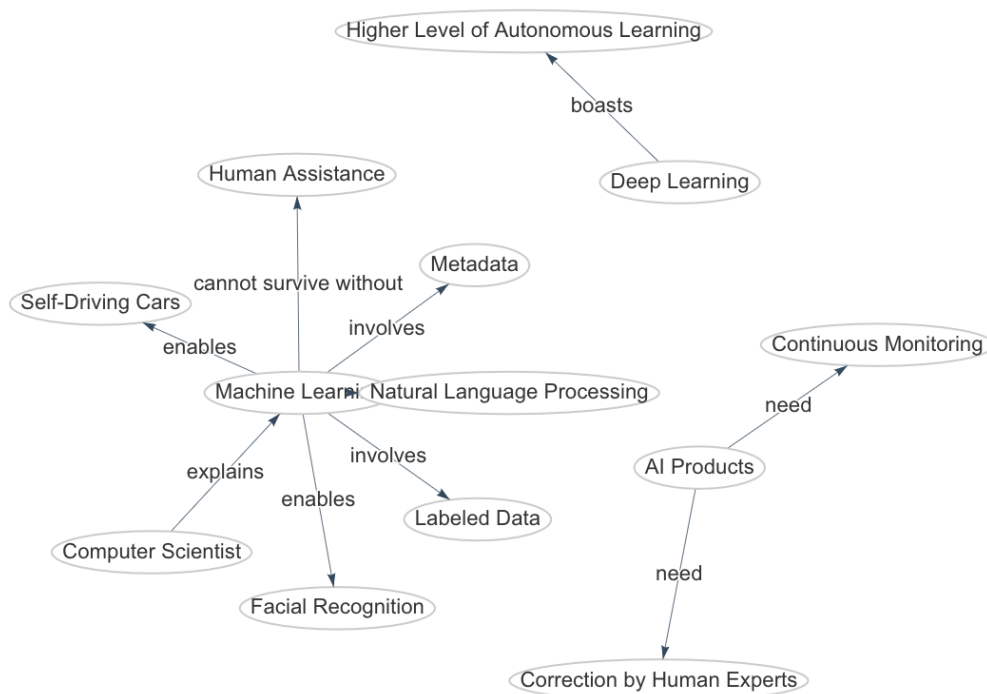 Higher Level of Autonomous Learning
boasts
Human Assistance
Deep Learning
Metadata
cannot survive without
Self-Driving Cars
involves
enables
Continuous Monitoring
Machine Learni
Natural Language Processing
need
involves
AI Products
explains
enables
Labeled Data
Computer Scientist
need
Facial Recognition
Correction by Human Experts